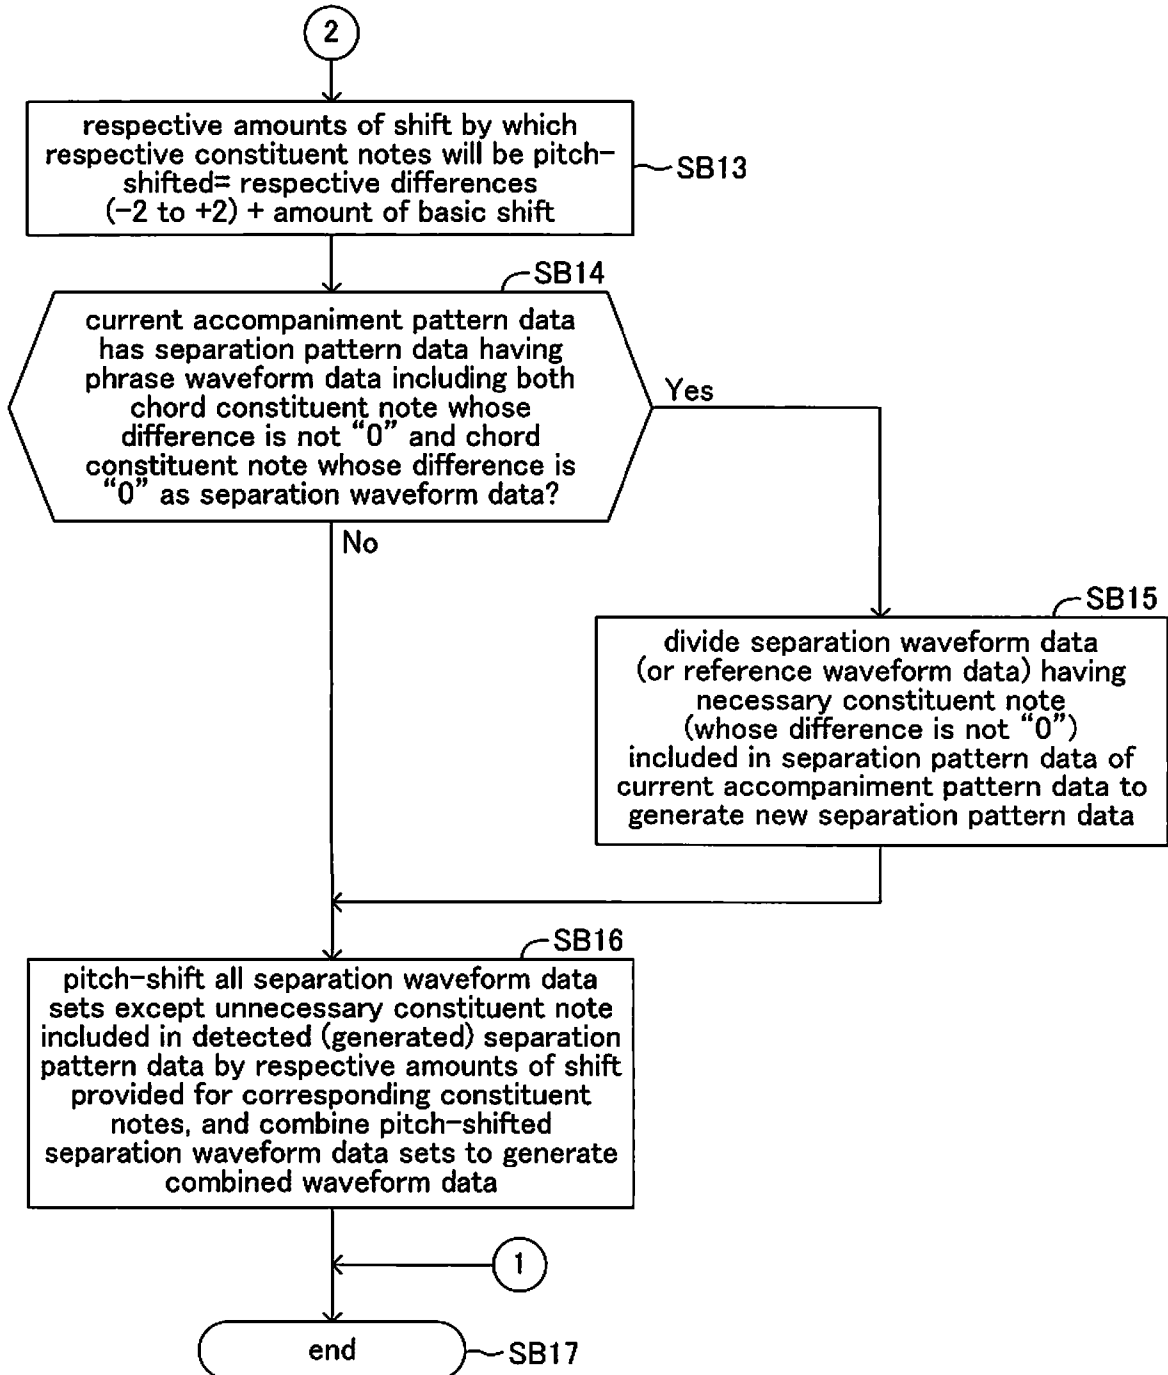 2
respective amounts of shift by which
respective constituent notes will be pitch-
shifted= respective differences
(-2 to +2) + amount of basic shift
SB13
SB14
current accompaniment pattern data
has separation pattern data having
phrase waveform data including both
chord constituent note whose
difference is not “0” and chord
constituent note whose difference is
“0” as separation waveform data?
Yes
No
SB15
divide separation waveform data
(or reference waveform data) having
necessary constituent note
(whose difference is not “0”)
included in separation pattern data of
current accompaniment pattern data to
generate new separation pattern data
SB16
pitch-shift all separation waveform data
sets except unnecessary constituent note
included in detected (generated) separation
pattern data by respective amounts of shift
provided for corresponding constituent
notes, and combine pitch-shifted
separation waveform data sets to generate
combined waveform data
1
end
SB17